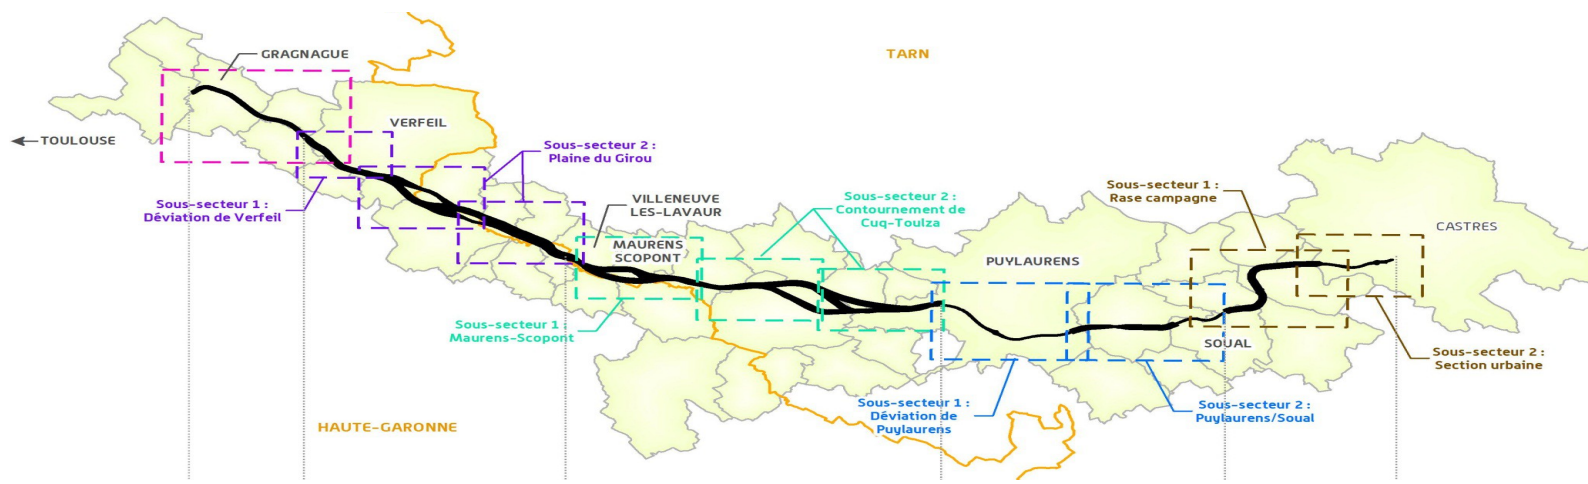 GRAGNAGUE
TARN
VERFEIL
TOULOUSE
Sous-secteur 2 :
Plaine du Girou
Sous-secteur 1 :
Déviation de Verfeil
VILLENEUVE
LES-LAVAUR
MAURENS
SCOPONT
Sous-secteur 2 :
Contournement de
Cuq-Toulza
Sous-secteur 1 :
Rase campagne
CASTRES
PUYLAURENS
Sous-secteur 1 :
Maurens-Scopont
SOUAL
Sous-secteur 2 :
Section urbaine
Sous-secteur 1 :
Déviation de
Puylaurens
Sous-secteur 2 :
Puylaurens/Soual
HAUTE-GARONNE